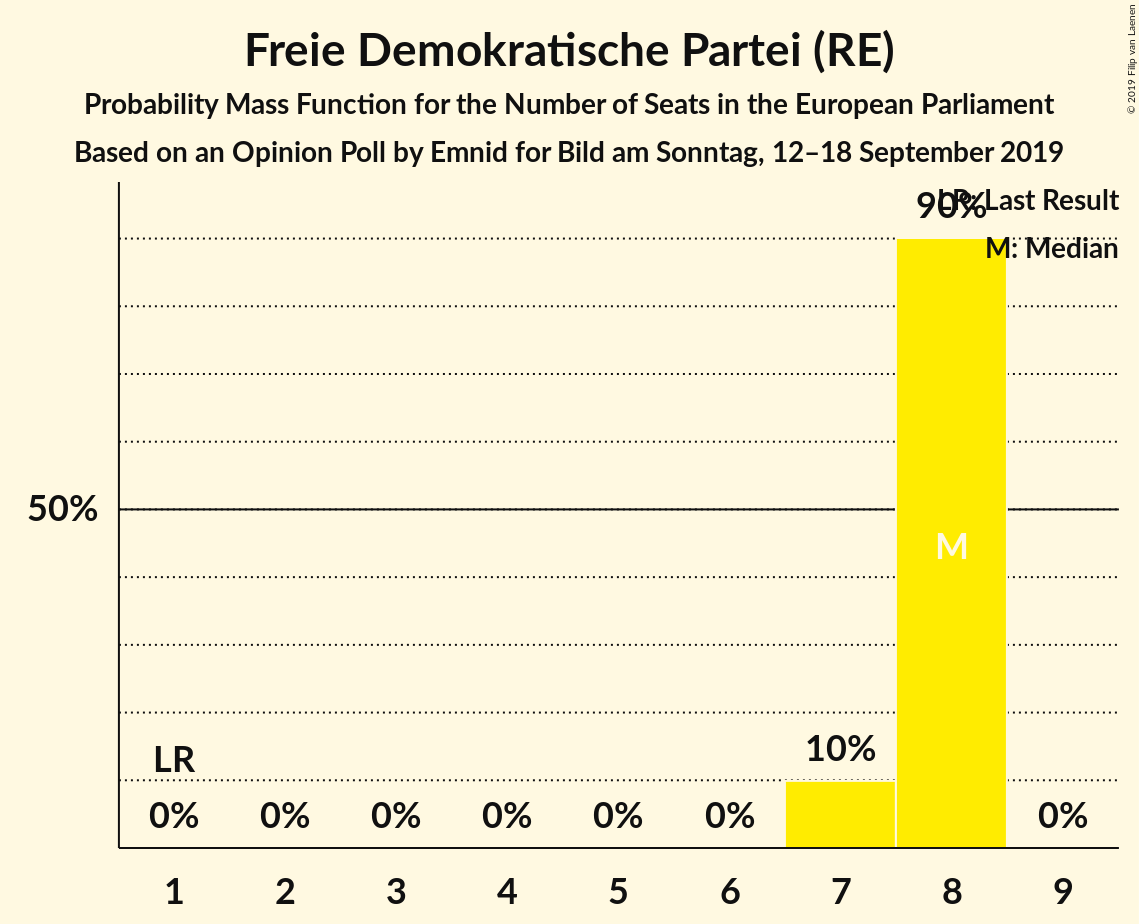 Freie Demokratische Partei (RE)
Probability Mass Function for the Number of Seats in the European Parliament
Based on an Opinion Poll by Emnid for Bild am Sonntag, 12–18 September 2019
© 2019 Filip van Laenen
90%
LR: Last Result
M: Median
50%
M
10%
LR
0% 0% 0% 0% 0% 0% 0%
1 2 3 4 5 6 7 8 9